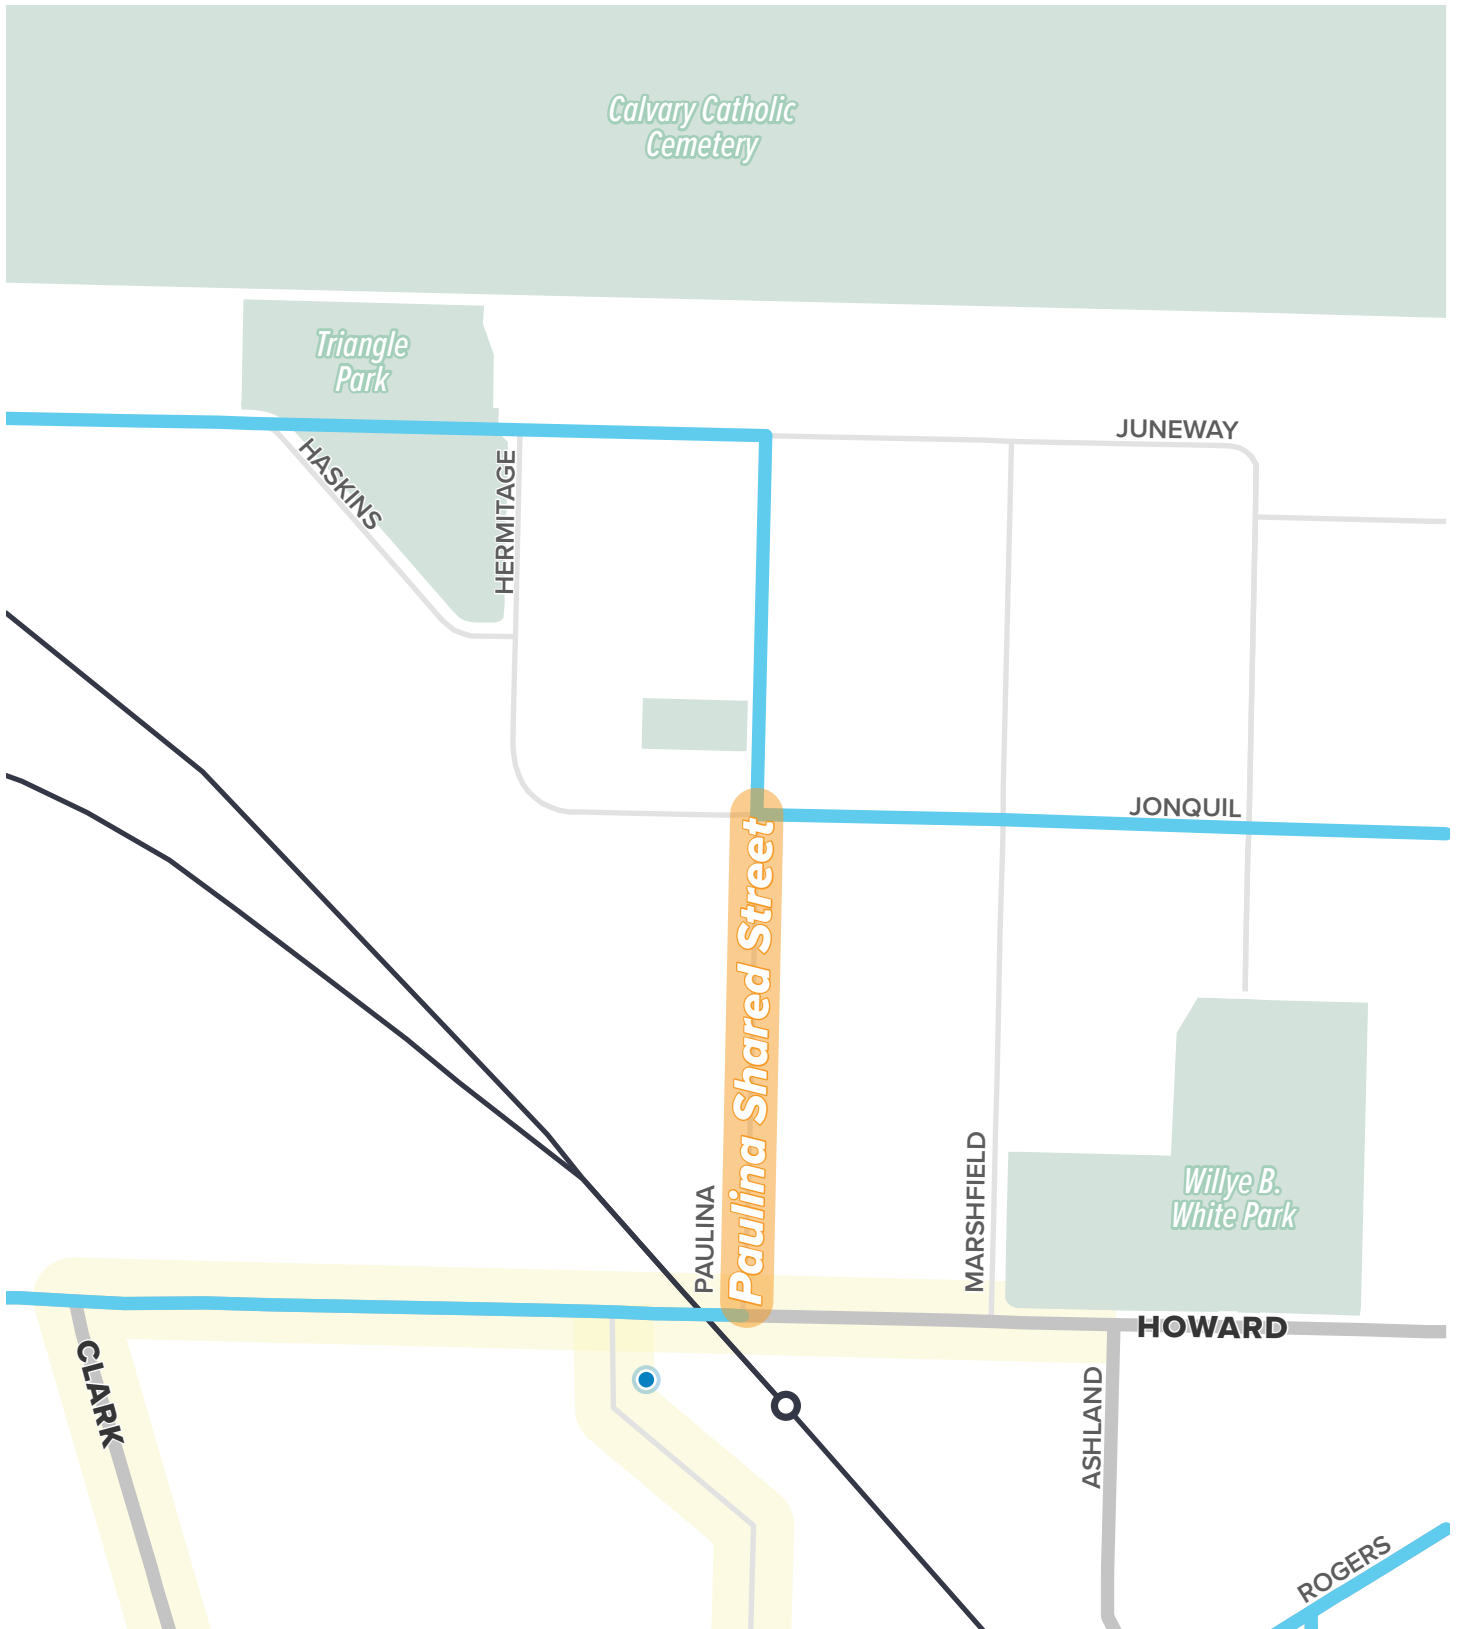 Calvary Catholic
Cemetery
Triangle
Park
JUNEWAY
HASKINS
HERMITAGE
JONQUIL
Paulina Shared Street
PAULINA
MARSHFIELD
Willye B.
White Park
HOWARD
CLARK
ASHLAND
ROGERS